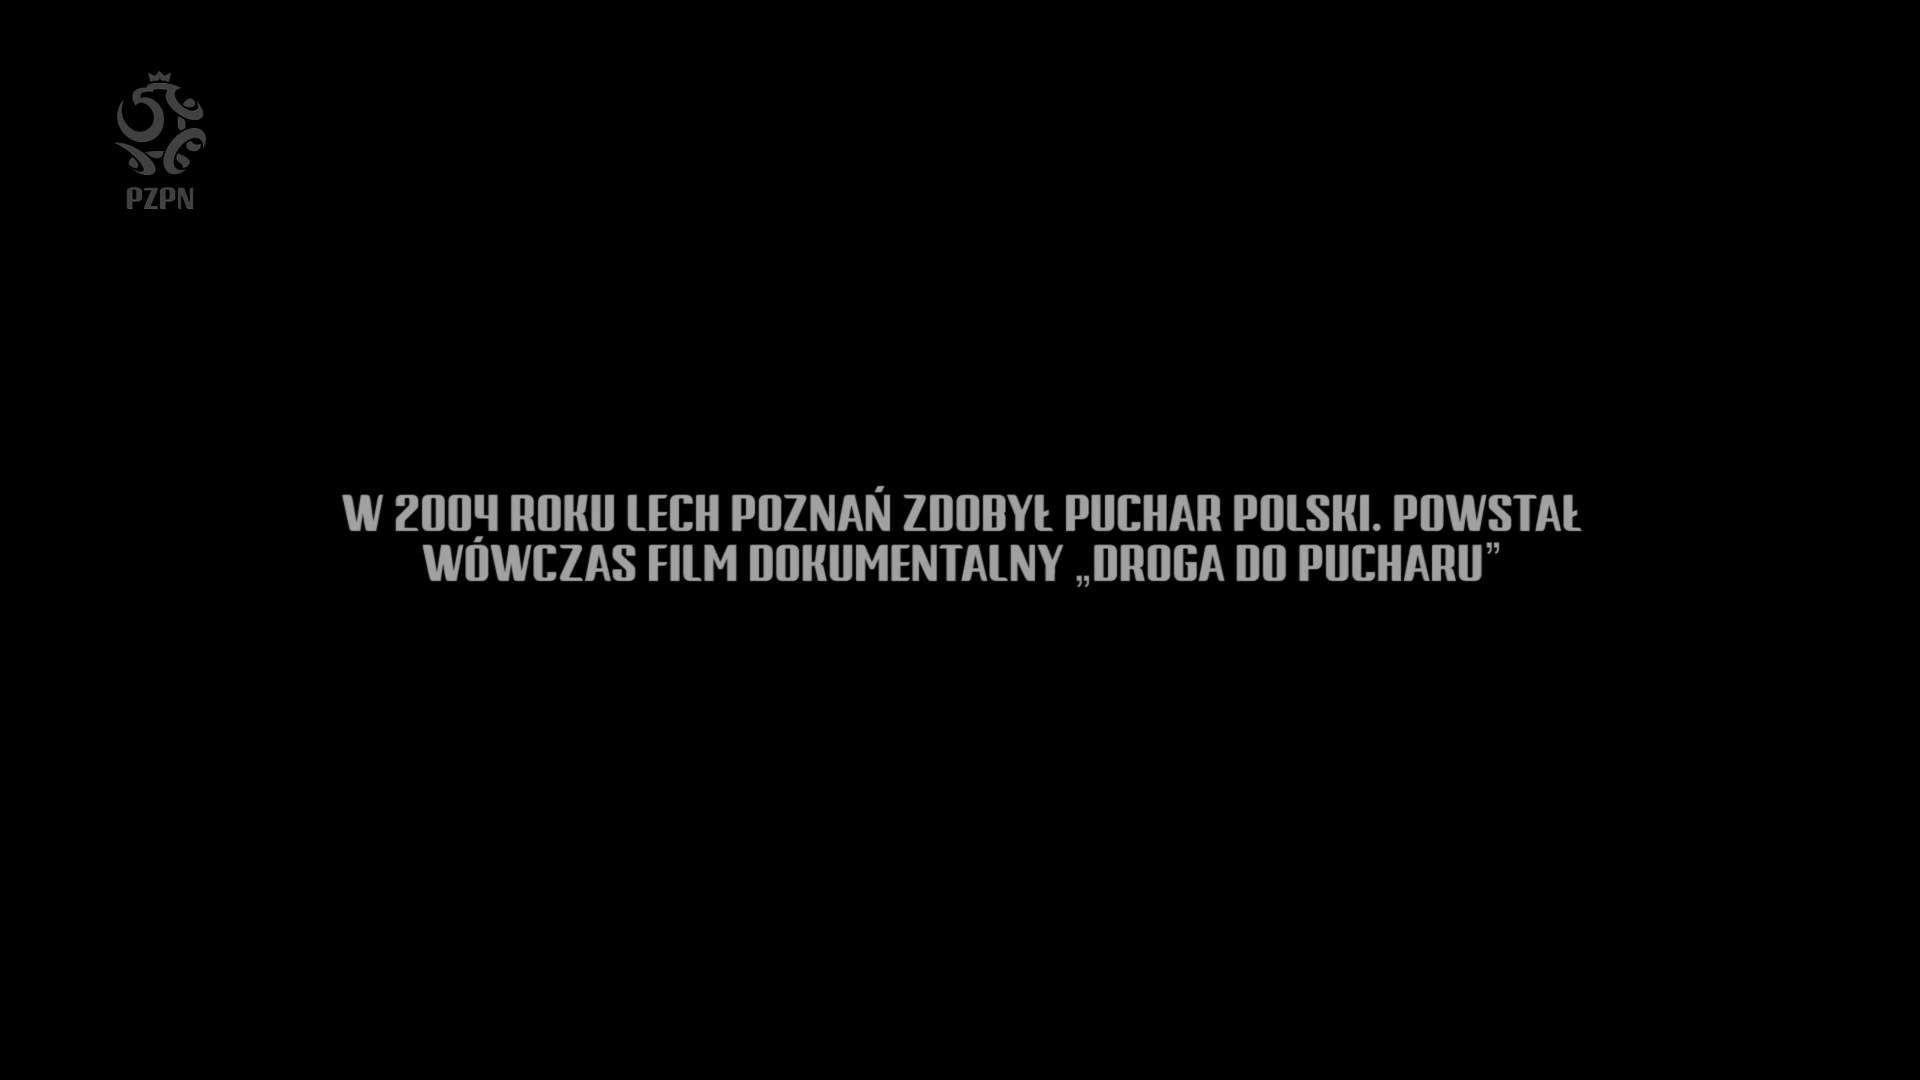 PZPN
W 2004 ROKU LECH POZNAŃ ZDOBYŁ PUCHAR POLSKI. POWSTAŁ
WÓWCZAS FILM DOKUMENTALNY „DROGA DO PUCHARU”